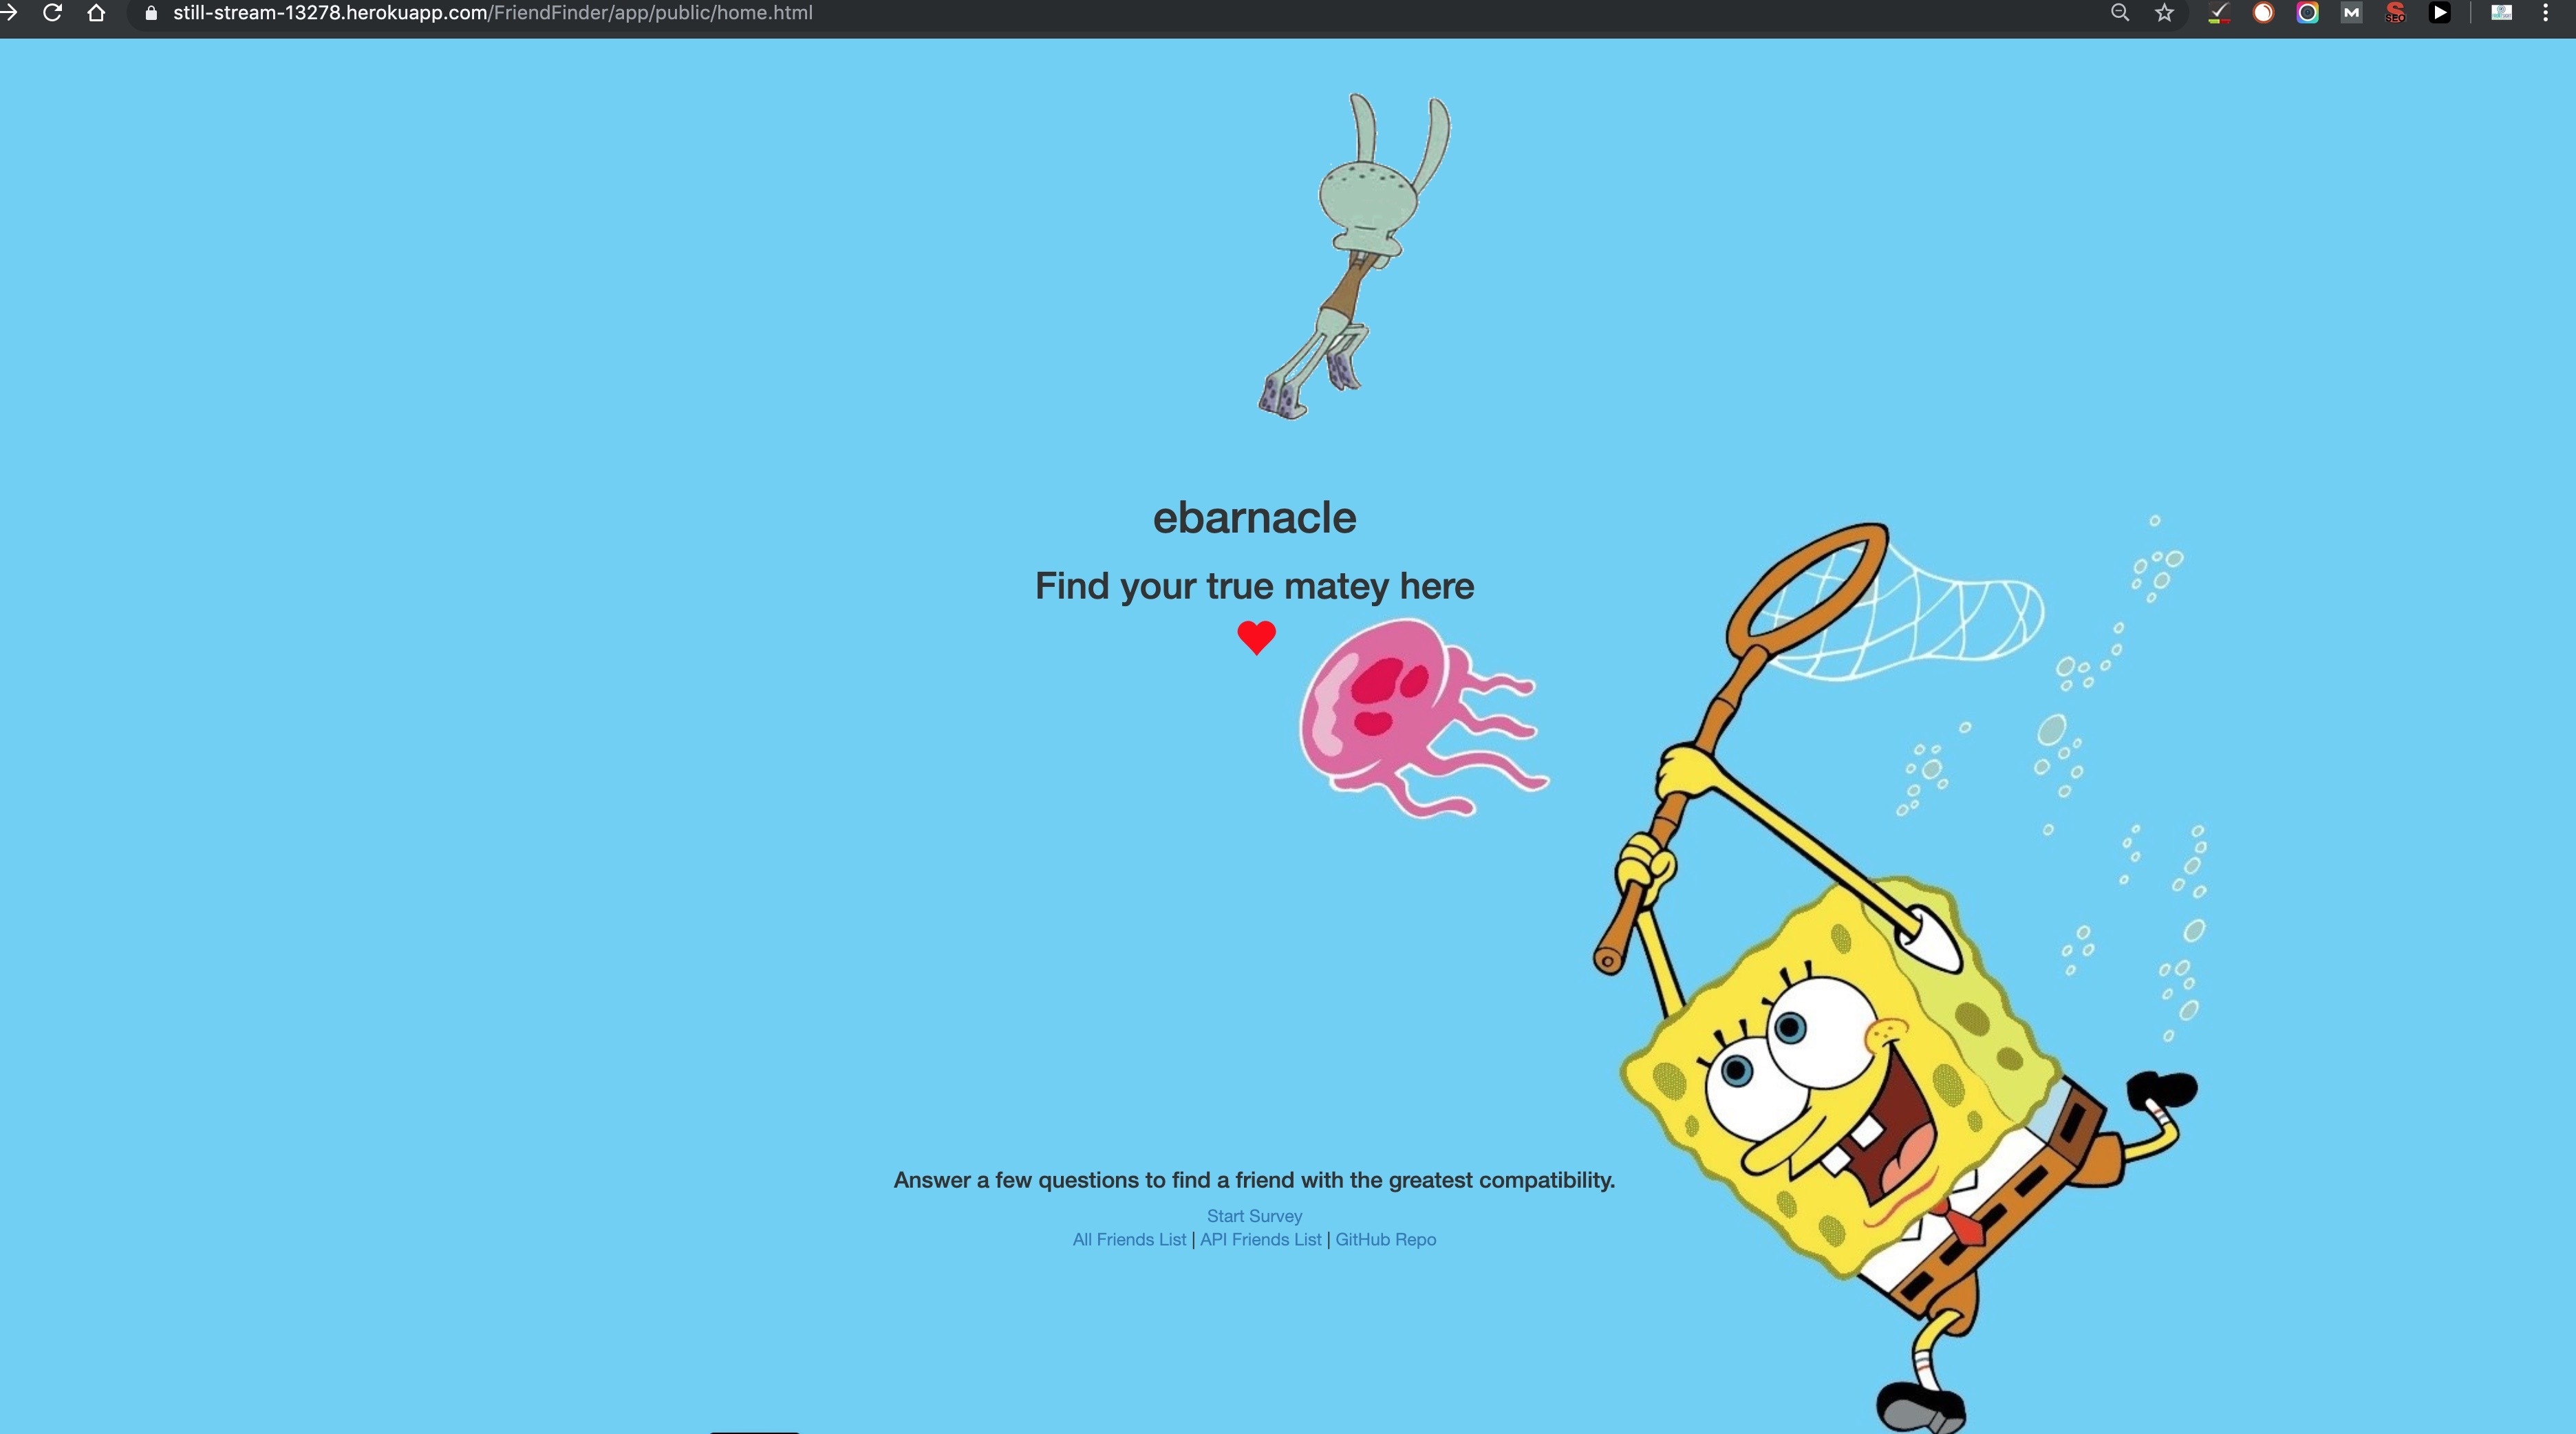 still-stream-13278.herokuapp.com/FriendFinder/app/public/home.html
M
SEO
ebarnacle
Find your true matey here
Answer a few questions to find a friend with the greatest compatibility.
Start Survey
All Friends List | API Friends List | GitHub Repo